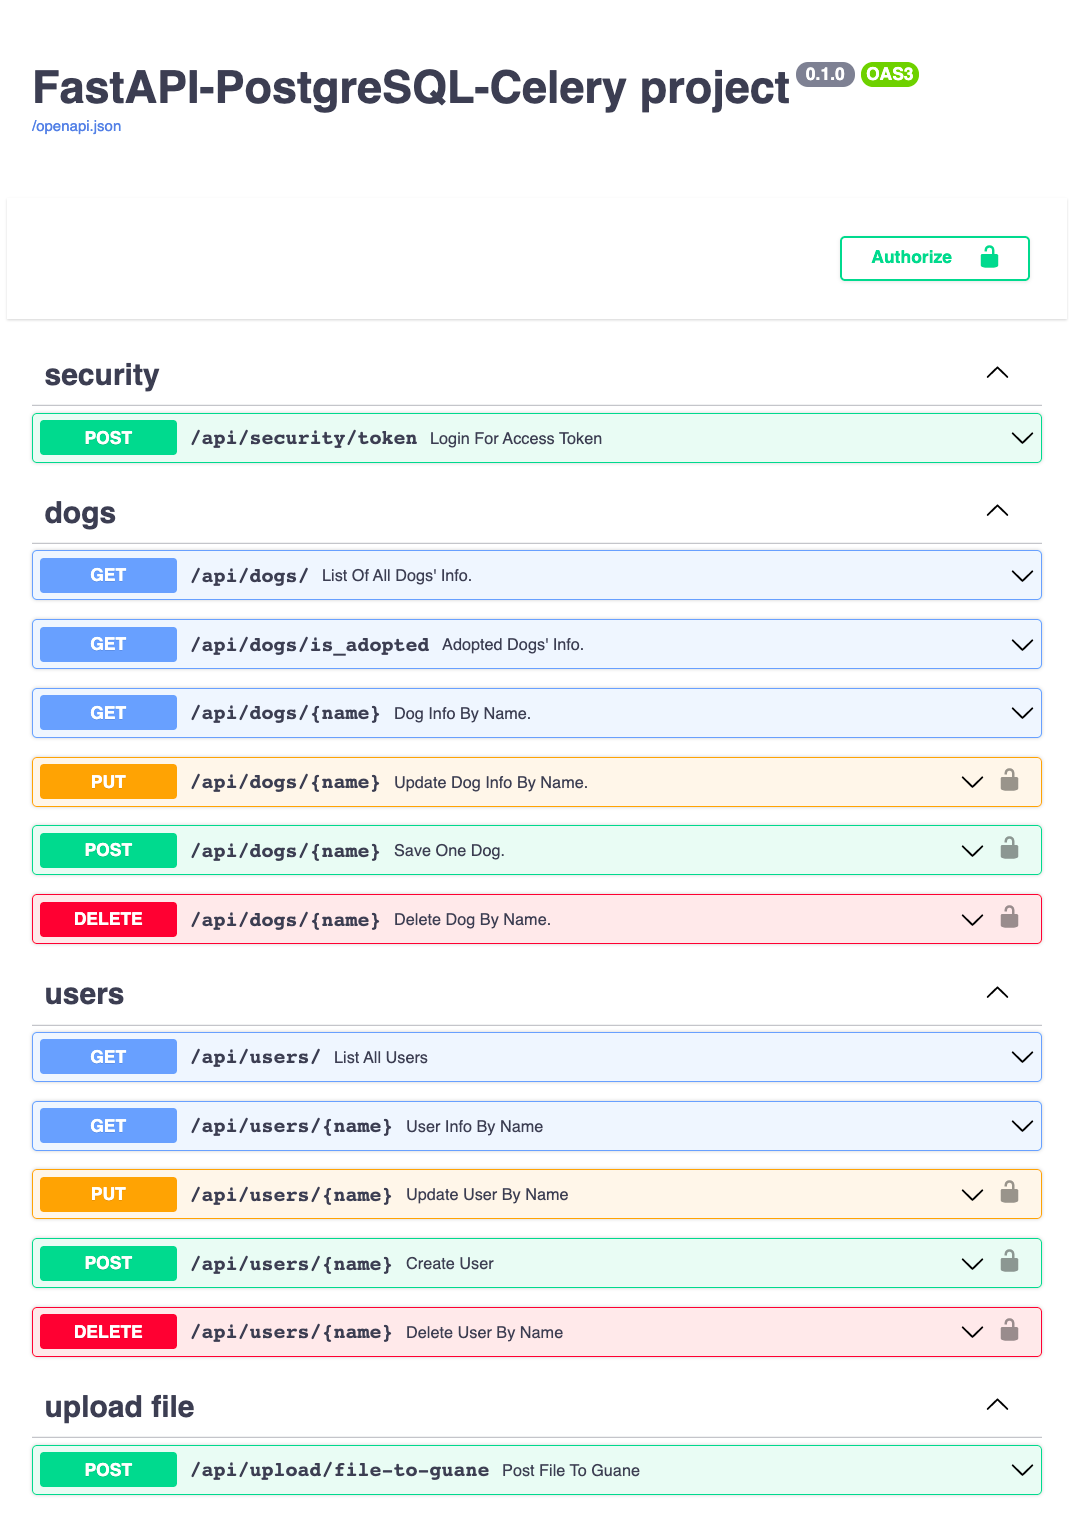 FastAPI-PostgreSQL-Celery project 0.1.0 OAS3
/openapi.json
Authorize
security
POST /api/security/token Login For Access Token
dogs
GET /api/dogs/ List Of All Dogs' Info.
GET /api/dogs/is_adopted Adopted Dogs' Info.
GET /api/dogs/{name} Dog Info By Name.
PUT /api/dogs/{name} Update Dog Info By Name.
POST /api/dogs/{name} Save One Dog.
DELETE /api/dogs/{name} Delete Dog By Name.
users
GET /api/users/ List All Users
GET /api/users/{name} User Info By Name
PUT /api/users/{name} Update User By Name
POST /api/users/{name} Create User
DELETE /api/users/{name} Delete User By Name
upload file
POST /api/upload/file-to-guane Post File To Guane